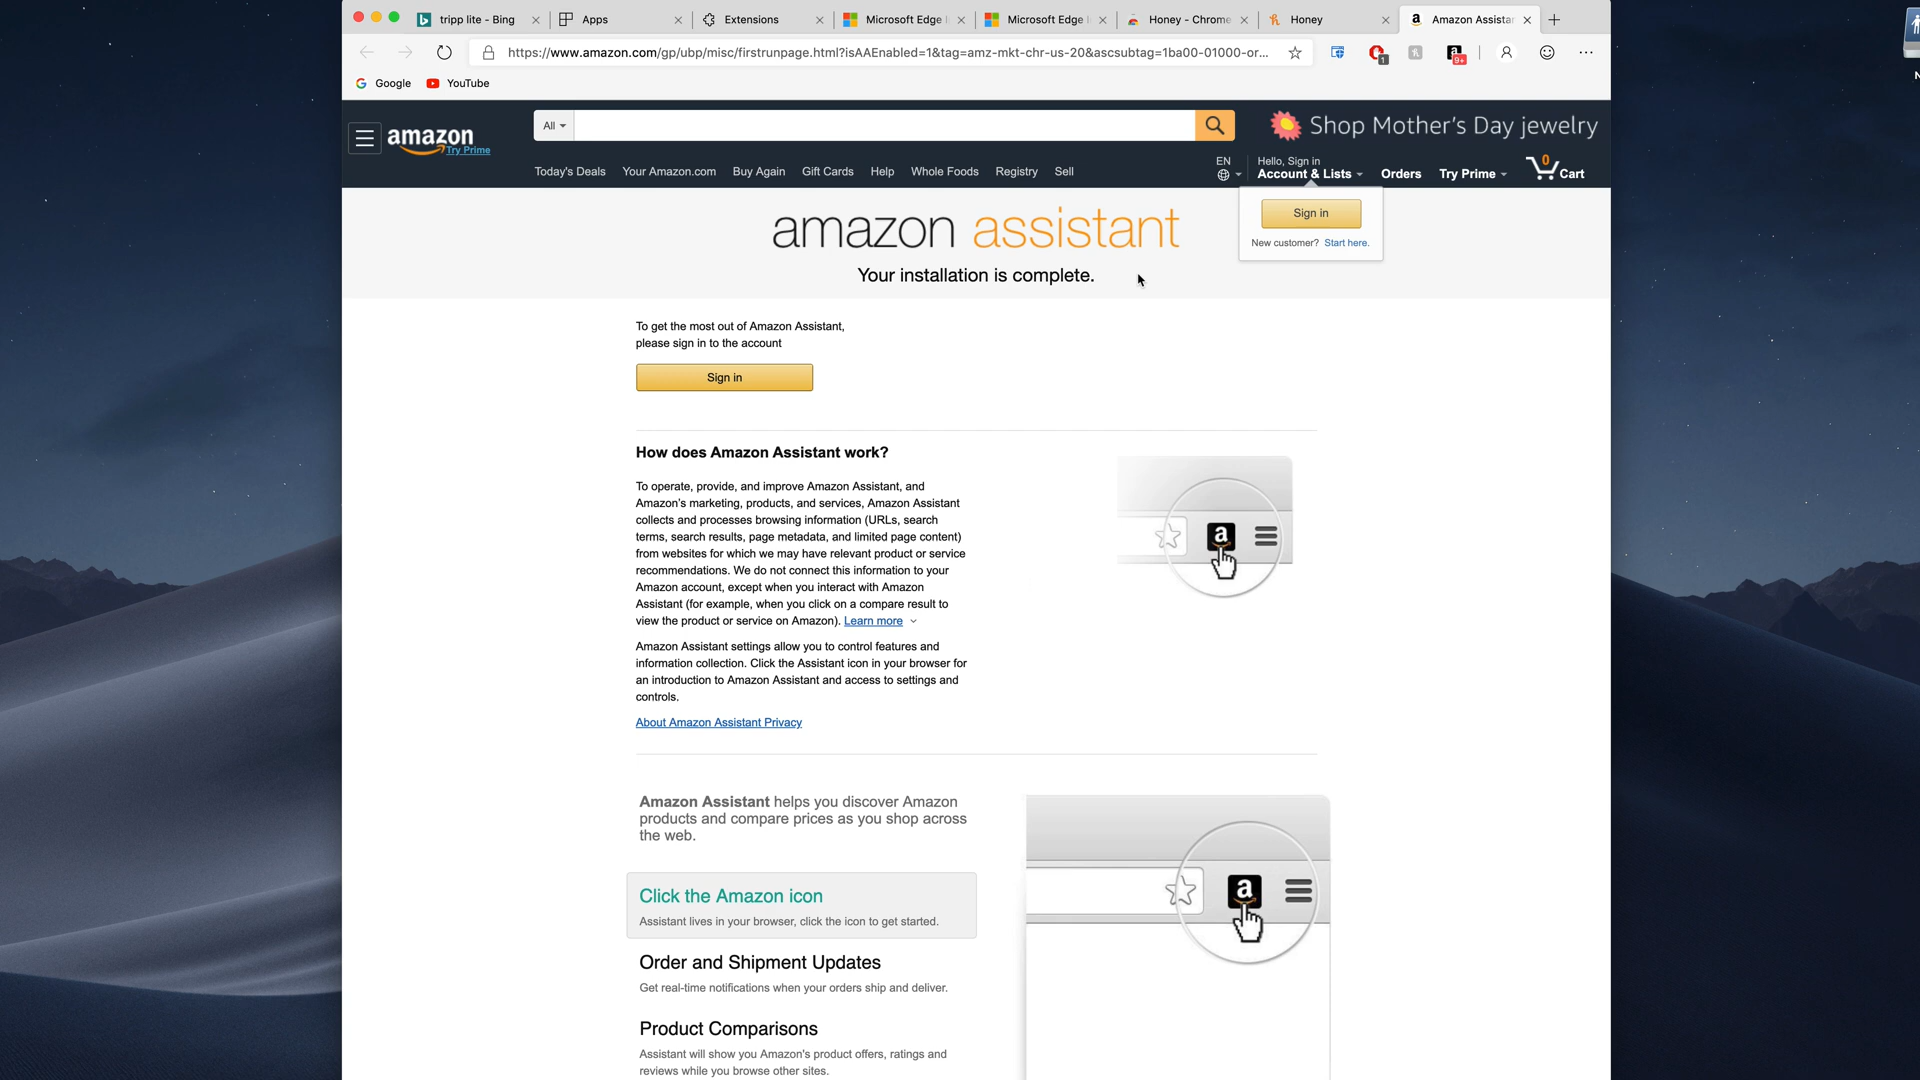 tripp lite - Bing
Apps
Extensions
Microsoft Edge
Microsoft Edge
Honey - Chrome
Honey
Amazon Assistar
https://www.amazon.com/gp/ubp/misc/firstrunpage.html?isAAEnabled=1&tag=amz-mkt-chr-us-20&ascsubtag=1ba00-01000-or...
1
9+
Google
YouTube
amazon
Try Prime
All
Shop Mother's Day jewelry
Today's Deals
Your Amazon.com
Buy Again
Gift Cards
Help
Whole Foods
Registry
Sell
EN
Hello, Sign in
Account & Lists
Orders
Try Prime
0
Cart
Sign in
New customer? Start here.
amazon assistant
Your installation is complete.
To get the most out of Amazon Assistant,
please sign in to the account
Sign in
How does Amazon Assistant work?
To operate, provide, and improve Amazon Assistant, and
Amazon's marketing, products, and services, Amazon Assistant
collects and processes browsing information (URLs, search
terms, search results, page metadata, and limited page content)
from websites for which we may have relevant product or service
recommendations. We do not connect this information to your
Amazon account, except when you interact with Amazon
Assistant (for example, when you click on a compare result to
view the product or service on Amazon). Learn more
Amazon Assistant settings allow you to control features and
information collection. Click the Assistant icon in your browser for
an introduction to Amazon Assistant and access to settings and
controls.
About Amazon Assistant Privacy
a
Amazon Assistant helps you discover Amazon
products and compare prices as you shop across
the web.
Click the Amazon icon
Assistant lives in your browser, click the icon to get started.
Order and Shipment Updates
Get real-time notifications when your orders ship and deliver.
Product Comparisons
Assistant will show you Amazon's product offers, ratings and
reviews while you browse other sites.
a